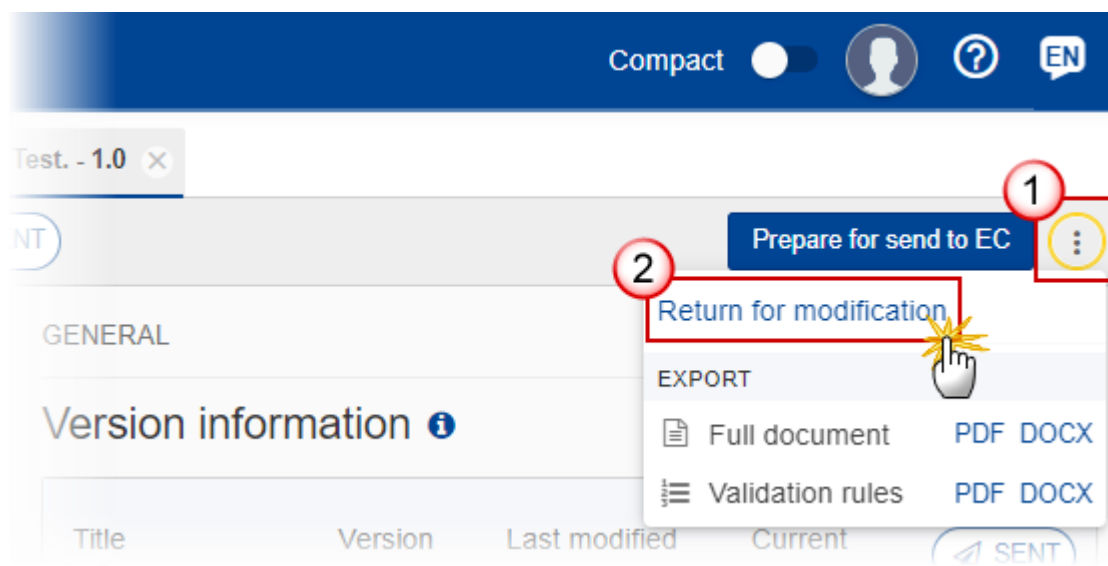 Compact EN
Test. - 1.0
1
NT
Prepare for send to EC
2
Return for modification
GENERAL
EXPORT
Version information
Full document PDF DOCX
Validation rules PDF DOCX
Title Version Last modified Current SENT